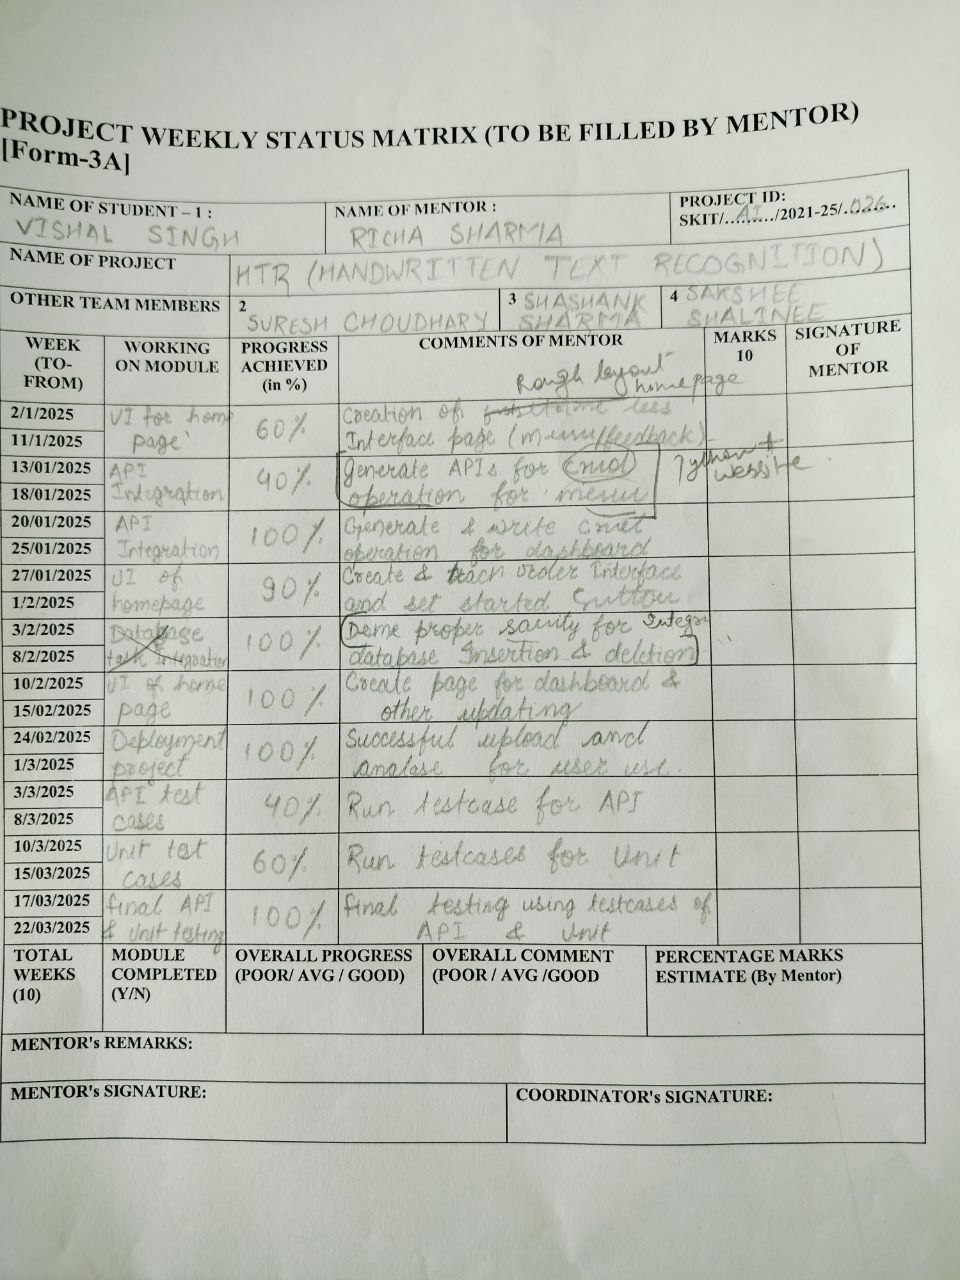 PROJECT WEEKLY STATUS MATRIX (TO BE FILLED BY MENTOR)
[Form-3A]
NAME OF STUDENT – 1 :
VISHAL SINGH
NAME OF MENTOR :
RICHA SHARMA
PROJECT ID:
SKIT/...AI....../2021-25/.026........
NAME OF PROJECT
HTR (HANDWRITTEN TEXT RECOGNITION)
OTHER TEAM MEMBERS
2
SURESH CHOUDHARY
3 SHASHANK
SHARMA
4 SAKSHEE
SHALINEE
WEEK
(TO-
FROM)
WORKING
ON MODULE
PROGRESS
ACHIEVED
(in %)
COMMENTS OF MENTOR
MARKS
10
SIGNATURE
OF
MENTOR
Rough layout
homepage
2/1/2025
11/1/2025
UI for home
page
60%
Creation of less
Interface page (menu/feedback)
13/01/2025
18/01/2025
API
Integration
90%
Generate APIs for
operation for menu
Python +
website
20/01/2025
25/01/2025
API
Integration
100%
Generate & write
operation for dashboard
27/01/2025
1/2/2025
UI of
homepage
90%
Create & track order Interface
and set started button
3/2/2025
8/2/2025
Database
task Integration
100%
proper for Integr
database Insertion & deletion
10/2/2025
15/02/2025
UI of home
page
100%
Create page for dashboard &
other updating
24/02/2025
1/3/2025
Deployment
project
100%
Successful upload and
analase for user use.
3/3/2025
8/3/2025
API test
cases
40%
Run testcase for API
10/3/2025
15/03/2025
Unit tat
cases
60%
Run testcases for Unit
17/03/2025
22/03/2025
final API
& Unit testing
100%
final testing using testcases of
API & Unit
TOTAL
WEEKS
(10)
MODULE
COMPLETED
(Y/N)
OVERALL PROGRESS
(POOR/ AVG / GOOD)
OVERALL COMMENT
(POOR / AVG /GOOD
PERCENTAGE MARKS
ESTIMATE (By Mentor)
MENTOR's REMARKS:
MENTOR's SIGNATURE:
COORDINATOR's SIGNATURE: